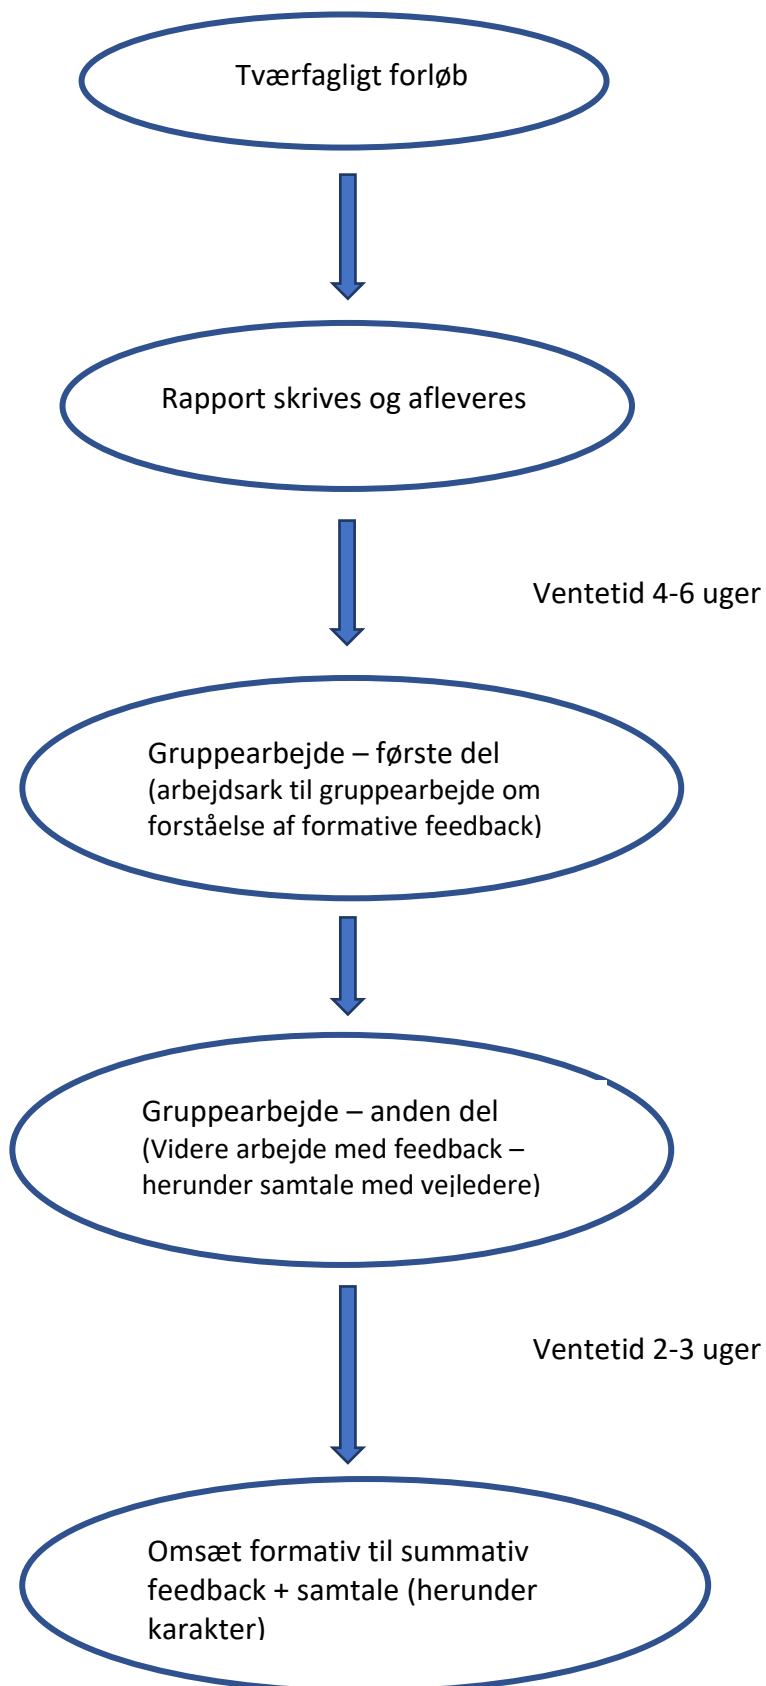 Tværfagligt forløb
Rapport skrives og afleveres
Ventetid 4-6 uger
Gruppearbejde – første del
(arbejdsark til gruppearbejde om
forståelse af formative feedback)
Gruppearbejde – anden del
(Videre arbejde med feedback –
herunder samtale med vejledere)
Ventetid 2-3 uger
Omsæt formativ til summativ
feedback + samtale (herunder
karakter)